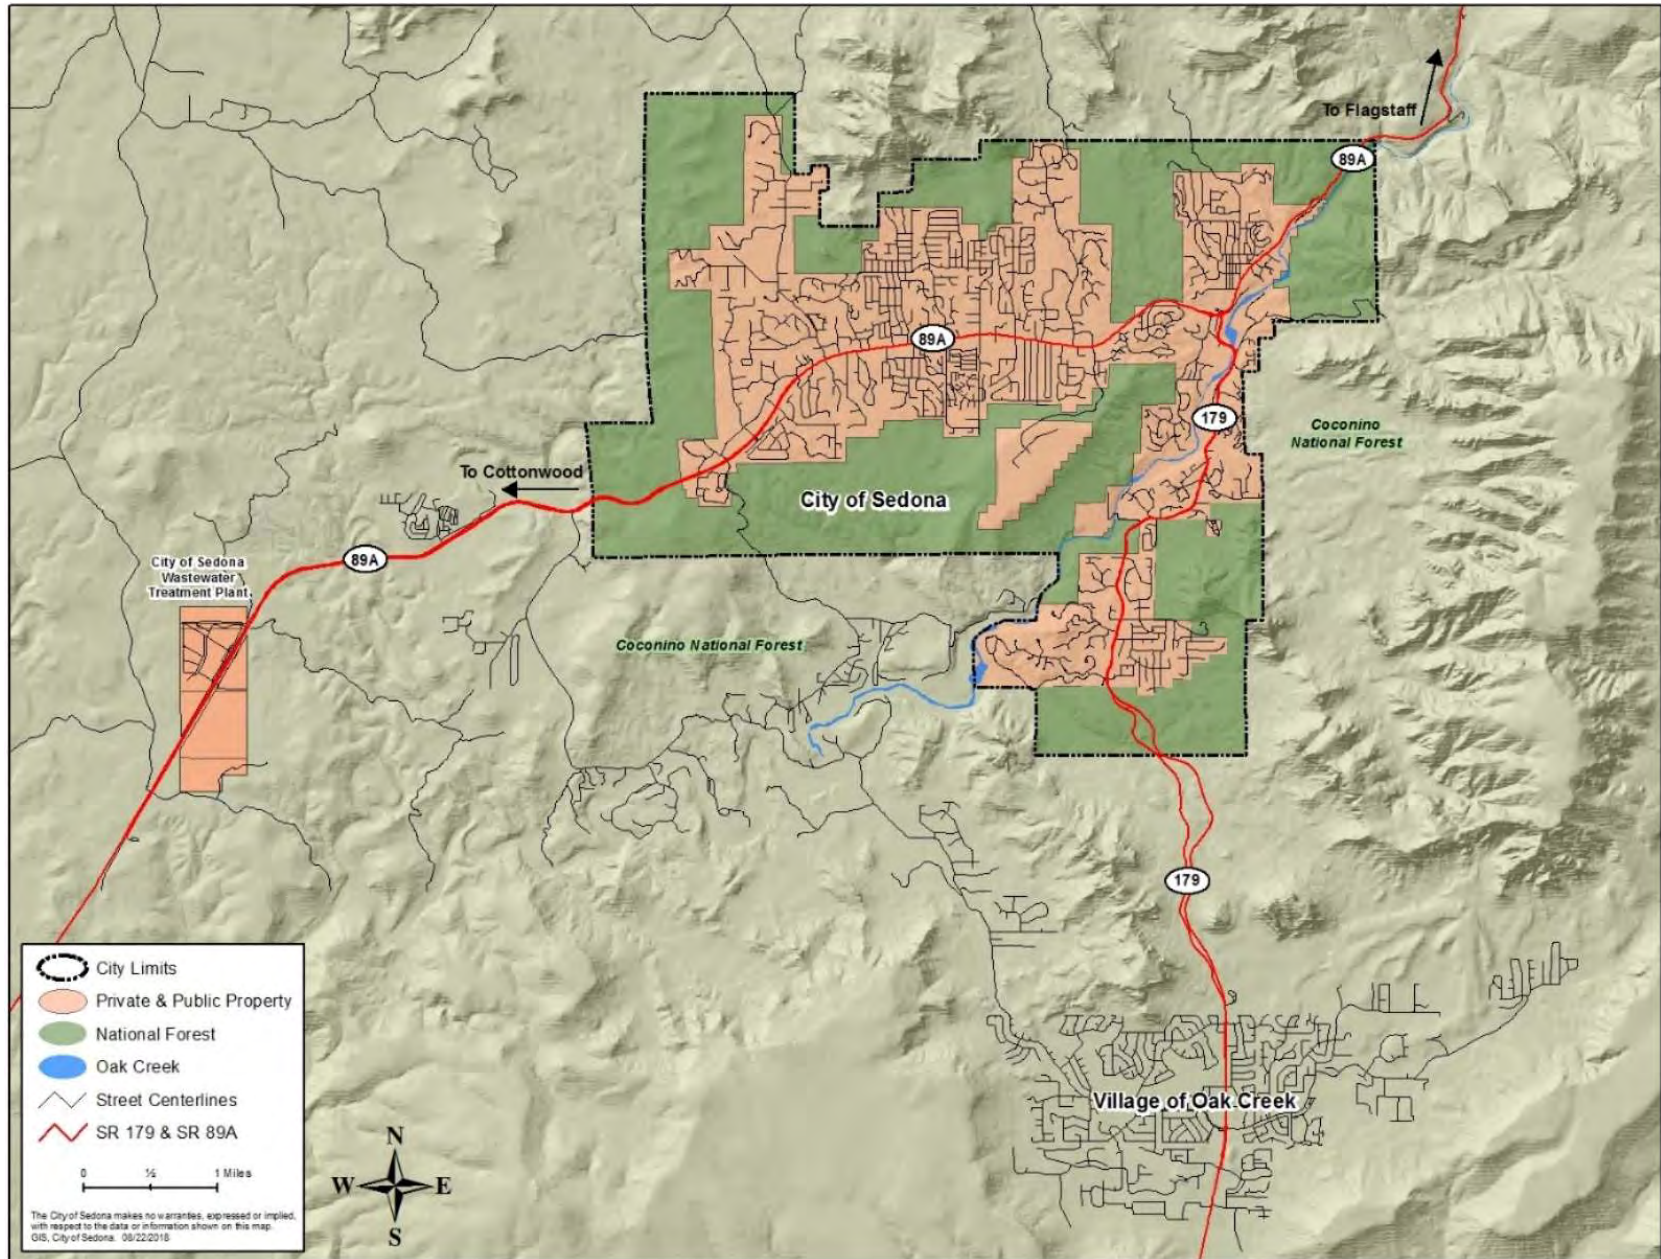 To Flagstaff
89A
89A
179
Coconino
National Forest
To Cottonwood
City of Sedona
89A
City of Sedona
Wastewater
Treatment Plant
Coconino National Forest
179
Village of Oak Creek
City Limits
Private & Public Property
National Forest
Oak Creek
Street Centerlines
SR 179 & SR 89A
0 ½ 1 Miles
The City of Sedona makes no warranties, expressed or implied,
with respect to the data or information shown on this map.
GIS, City of Sedona. 08/22/2018
N
W E
S